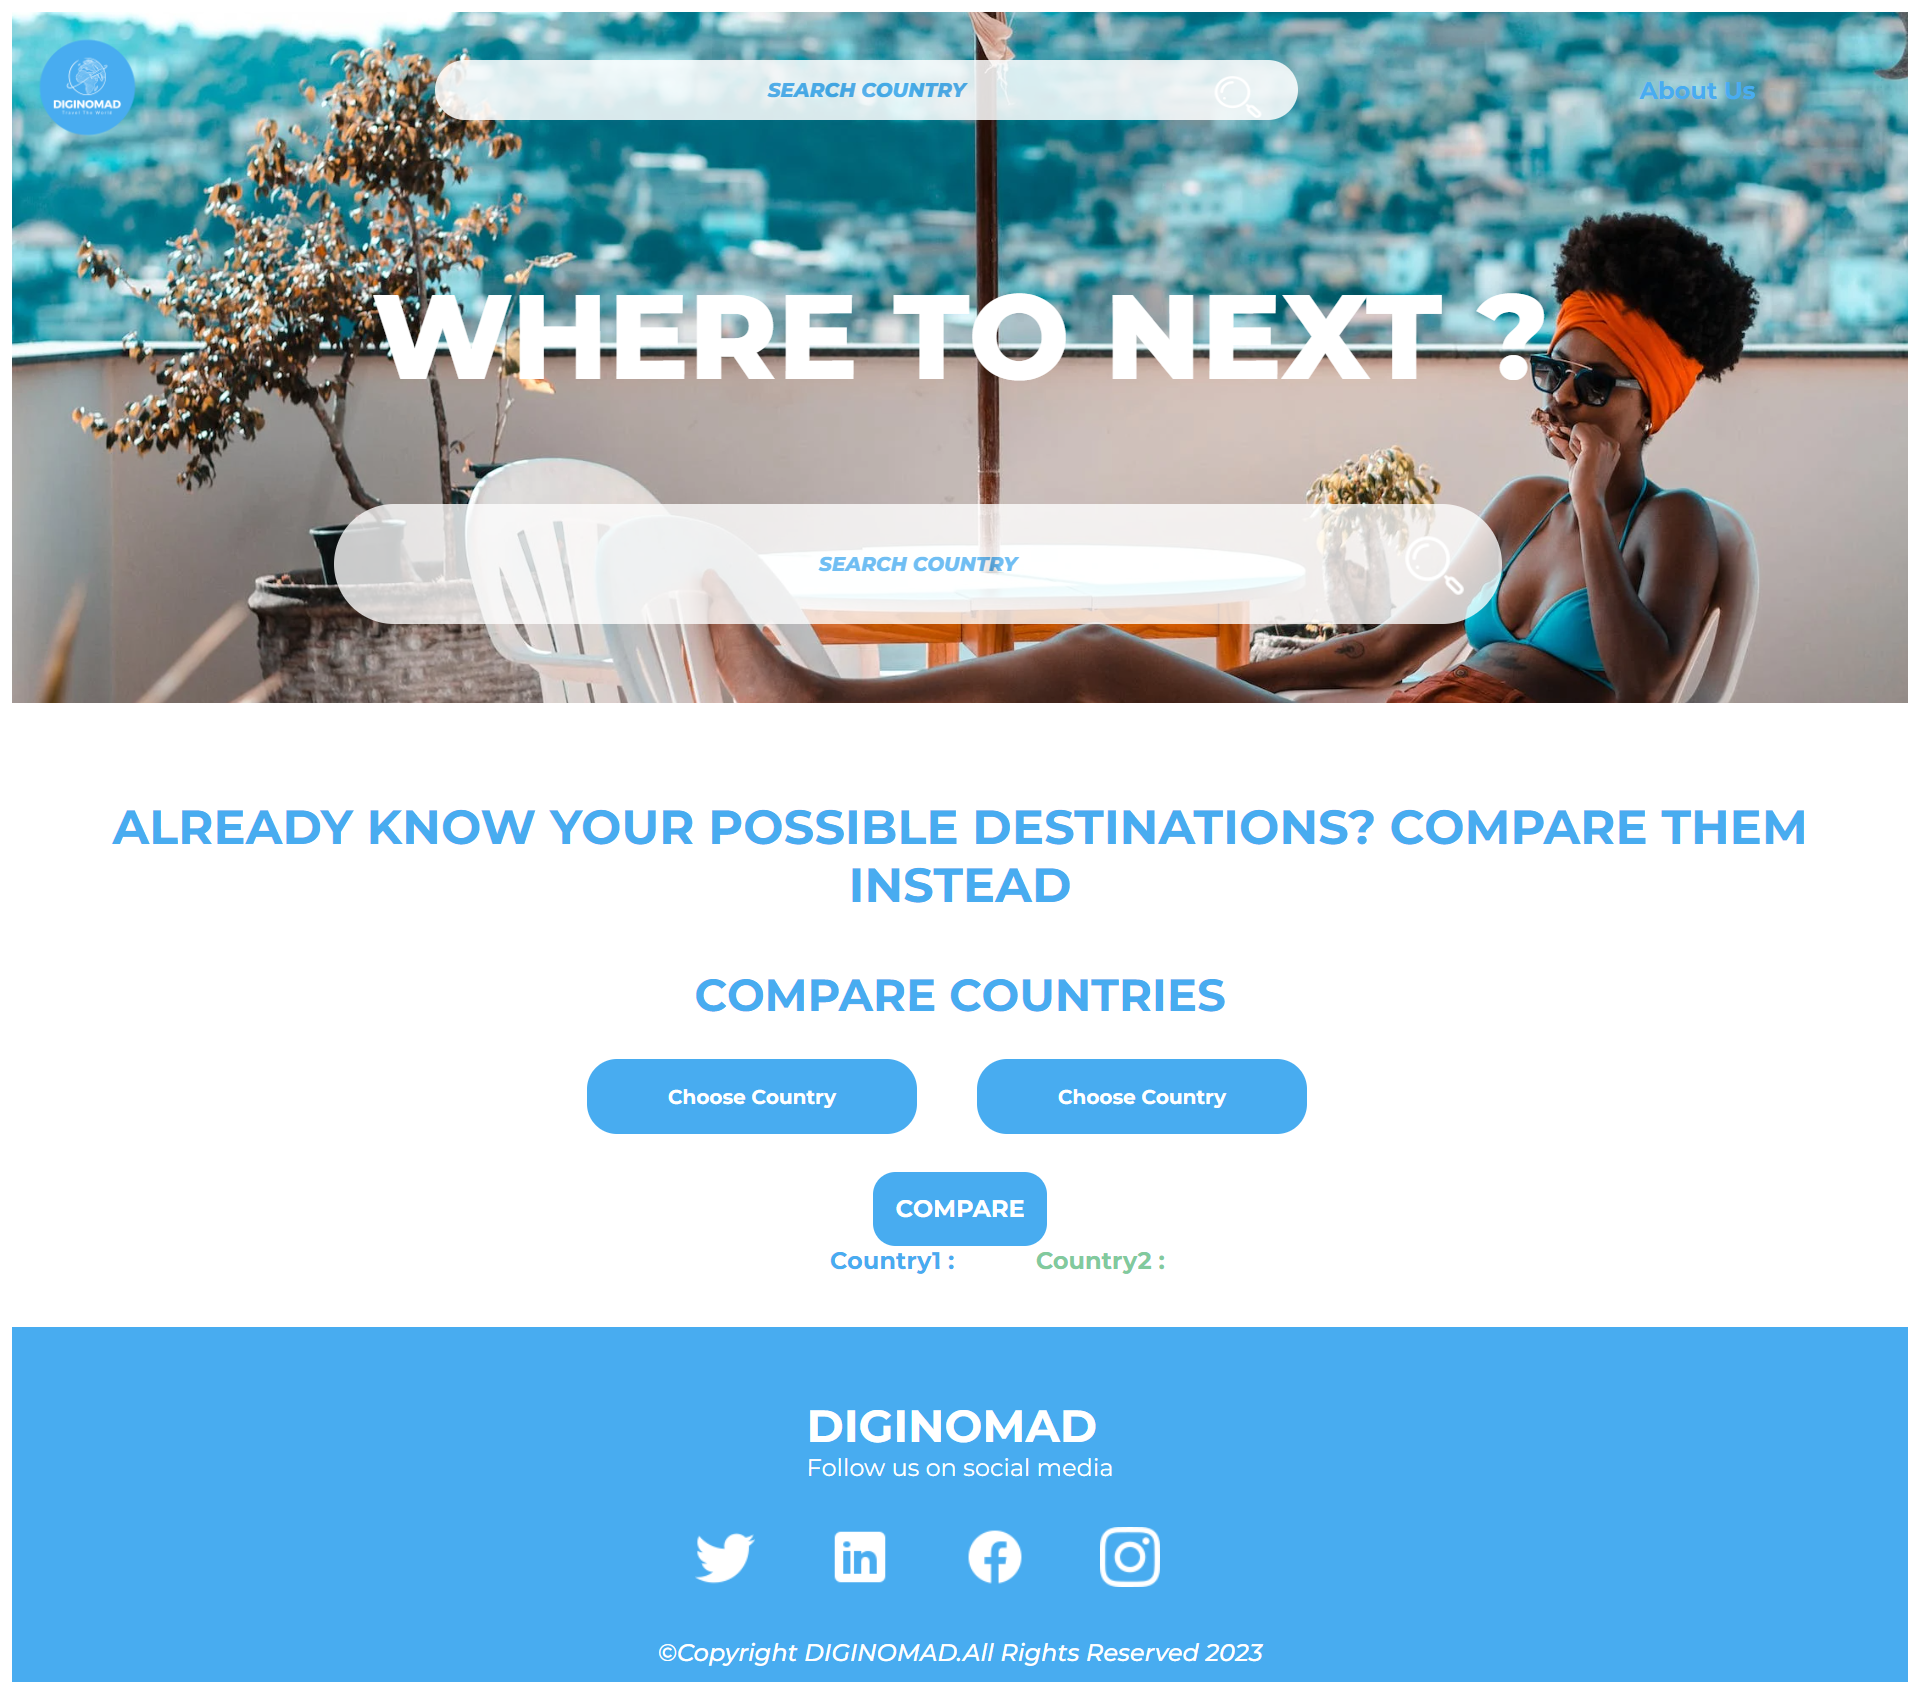 DIGINOMAD
Travel The World
SEARCH COUNTRY
About Us
WHERE TO NEXT ?
SEARCH COUNTRY
ALREADY KNOW YOUR POSSIBLE DESTINATIONS? COMPARE THEM
INSTEAD
COMPARE COUNTRIES
Choose Country
Choose Country
COMPARE
Country1 :
Country2 :
DIGINOMAD
Follow us on social media
in
f
©Copyright DIGINOMAD.All Rights Reserved 2023